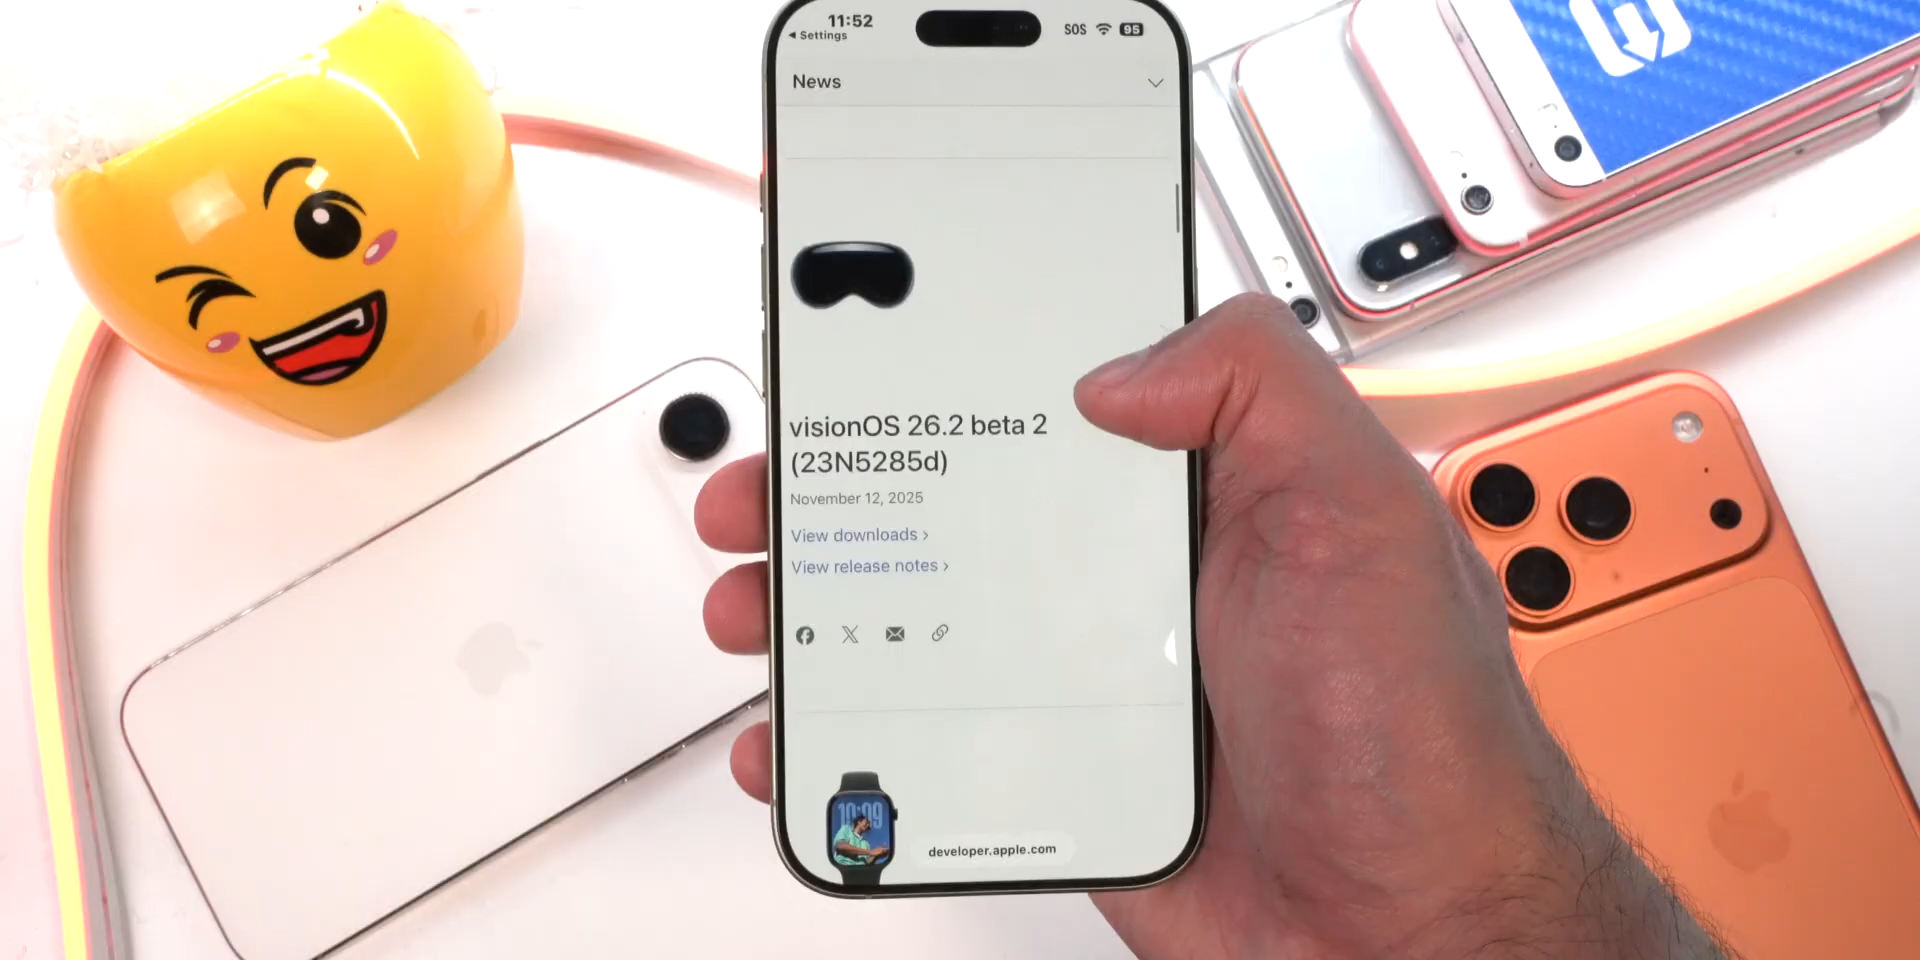 11:52
SOS
95
◂ Settings
News
visionOS 26.2 beta 2
(23N5285d)
November 12, 2025
View downloads ›
View release notes ›
10:09
developer.apple.com